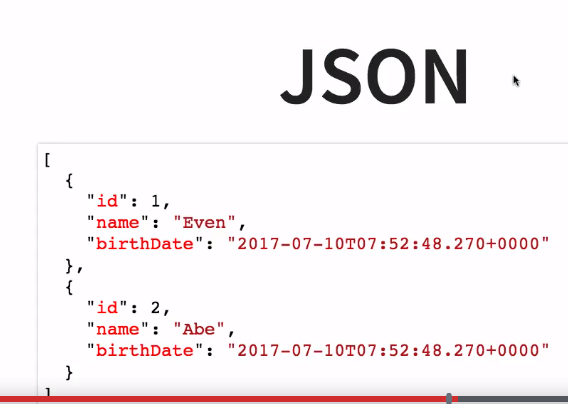 JSON
[
  {
    "id": 1,
    "name": "Even",
    "birthDate": "2017-07-10T07:52:48.270+0000"
  },
  {
    "id": 2,
    "name": "Abe",
    "birthDate": "2017-07-10T07:52:48.270+0000"
  }
]